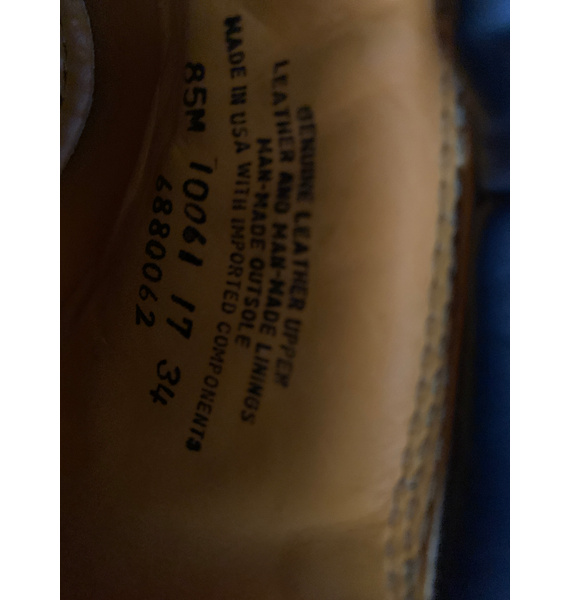 GENUINE LEATHER UPPER
LEATHER AND MAN-MADE LININGS
MAN-MADE OUTSOLE
MADE IN USA WITH IMPORTED COMPONENTS
85M 10061 17 34
6880062